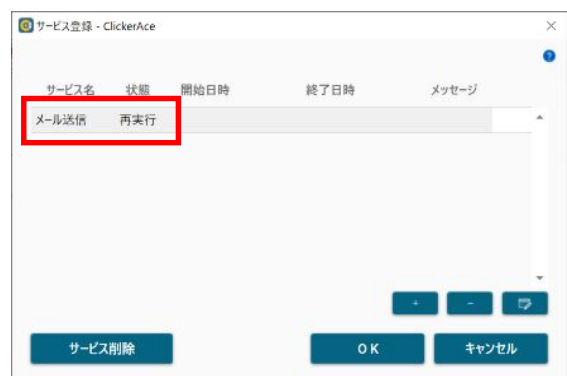 サービス登録 - ClickerAce
サービス名 状態 開始日時 終了日時 メッセージ
メール送信 再実行
+ -
サービス削除 OK キャンセル